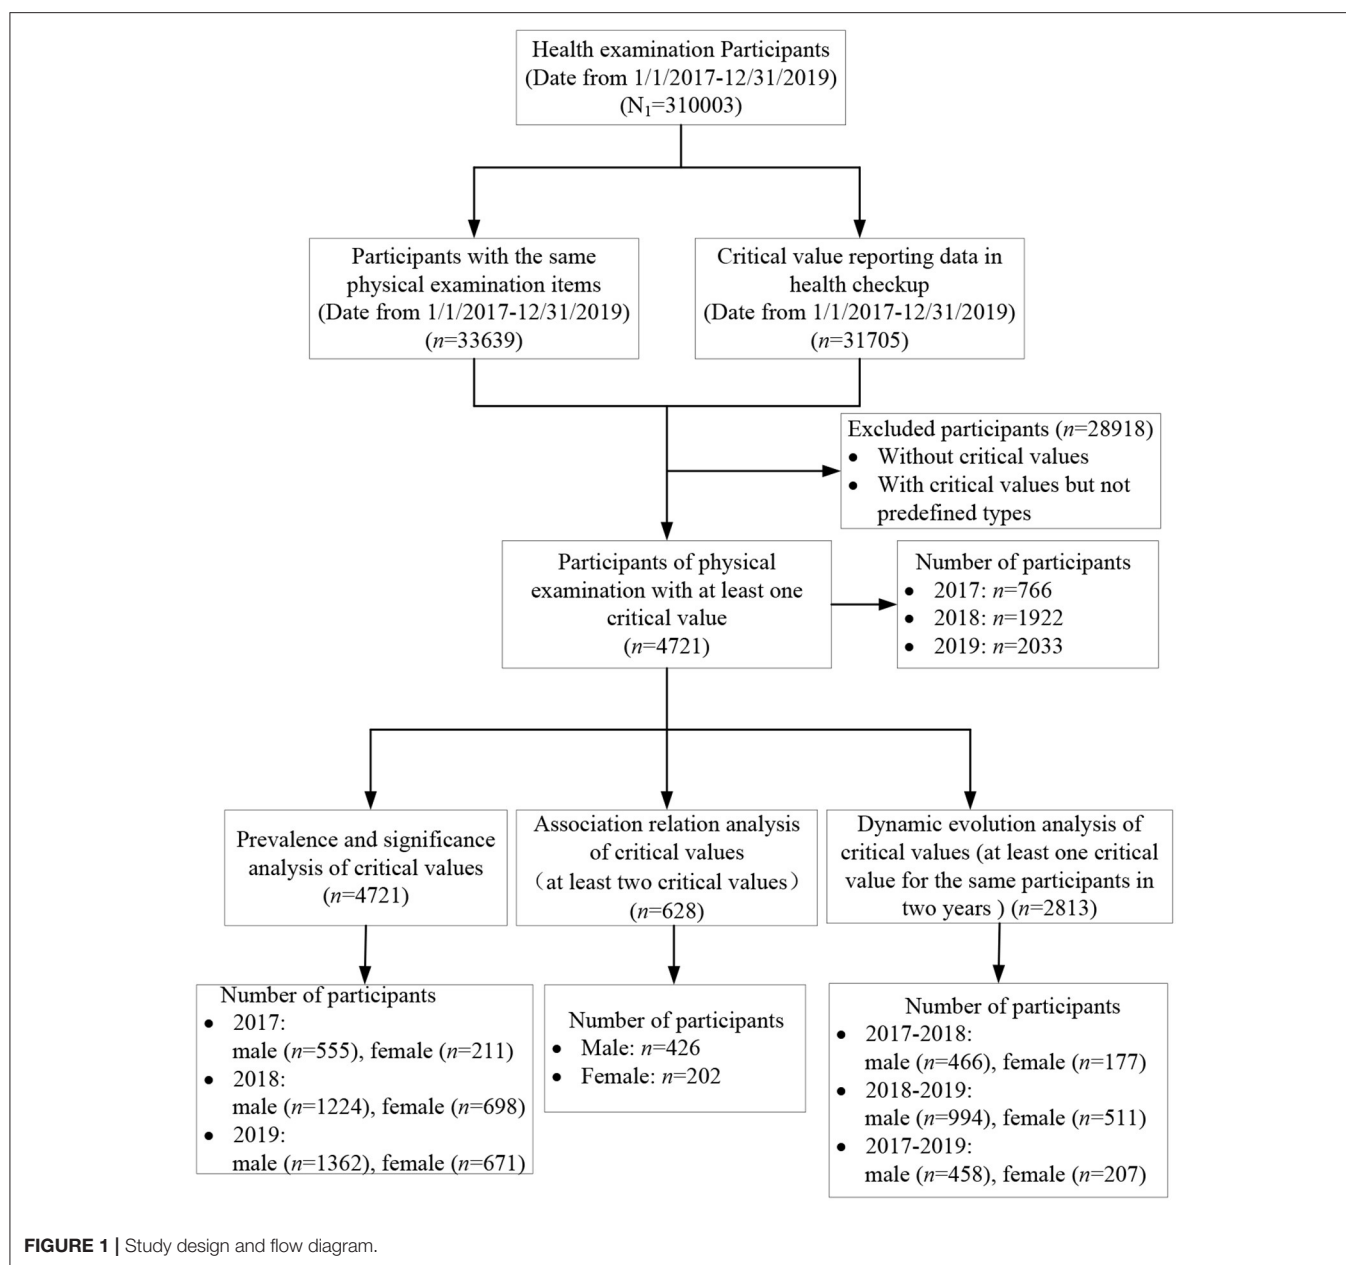 Health examination Participants
(Date from 1/1/2017-12/31/2019)
(N1=310003)
Participants with the same
physical examination items
(Date from 1/1/2017-12/31/2019)
(n=33639)
Critical value reporting data in
health checkup
(Date from 1/1/2017-12/31/2019)
(n=31705)
Excluded participants (n=28918)
• Without critical values
• With critical values but not
predefined types
Participants of physical
examination with at least one
critical value
(n=4721)
Number of participants
• 2017: n=766
• 2018: n=1922
• 2019: n=2033
Prevalence and significance
analysis of critical values
(n=4721)
Association relation analysis
of critical values
（at least two critical values）
(n=628)
Dynamic evolution analysis of
critical values (at least one critical
value for the same participants in
two years ) (n=2813)
Number of participants
• 2017:
male (n=555), female (n=211)
• 2018:
male (n=1224), female (n=698)
• 2019:
male (n=1362), female (n=671)
Number of participants
• Male: n=426
• Female: n=202
Number of participants
• 2017-2018:
male (n=466), female (n=177)
• 2018-2019:
male (n=994), female (n=511)
• 2017-2019:
male (n=458), female (n=207)
FIGURE 1 | Study design and flow diagram.